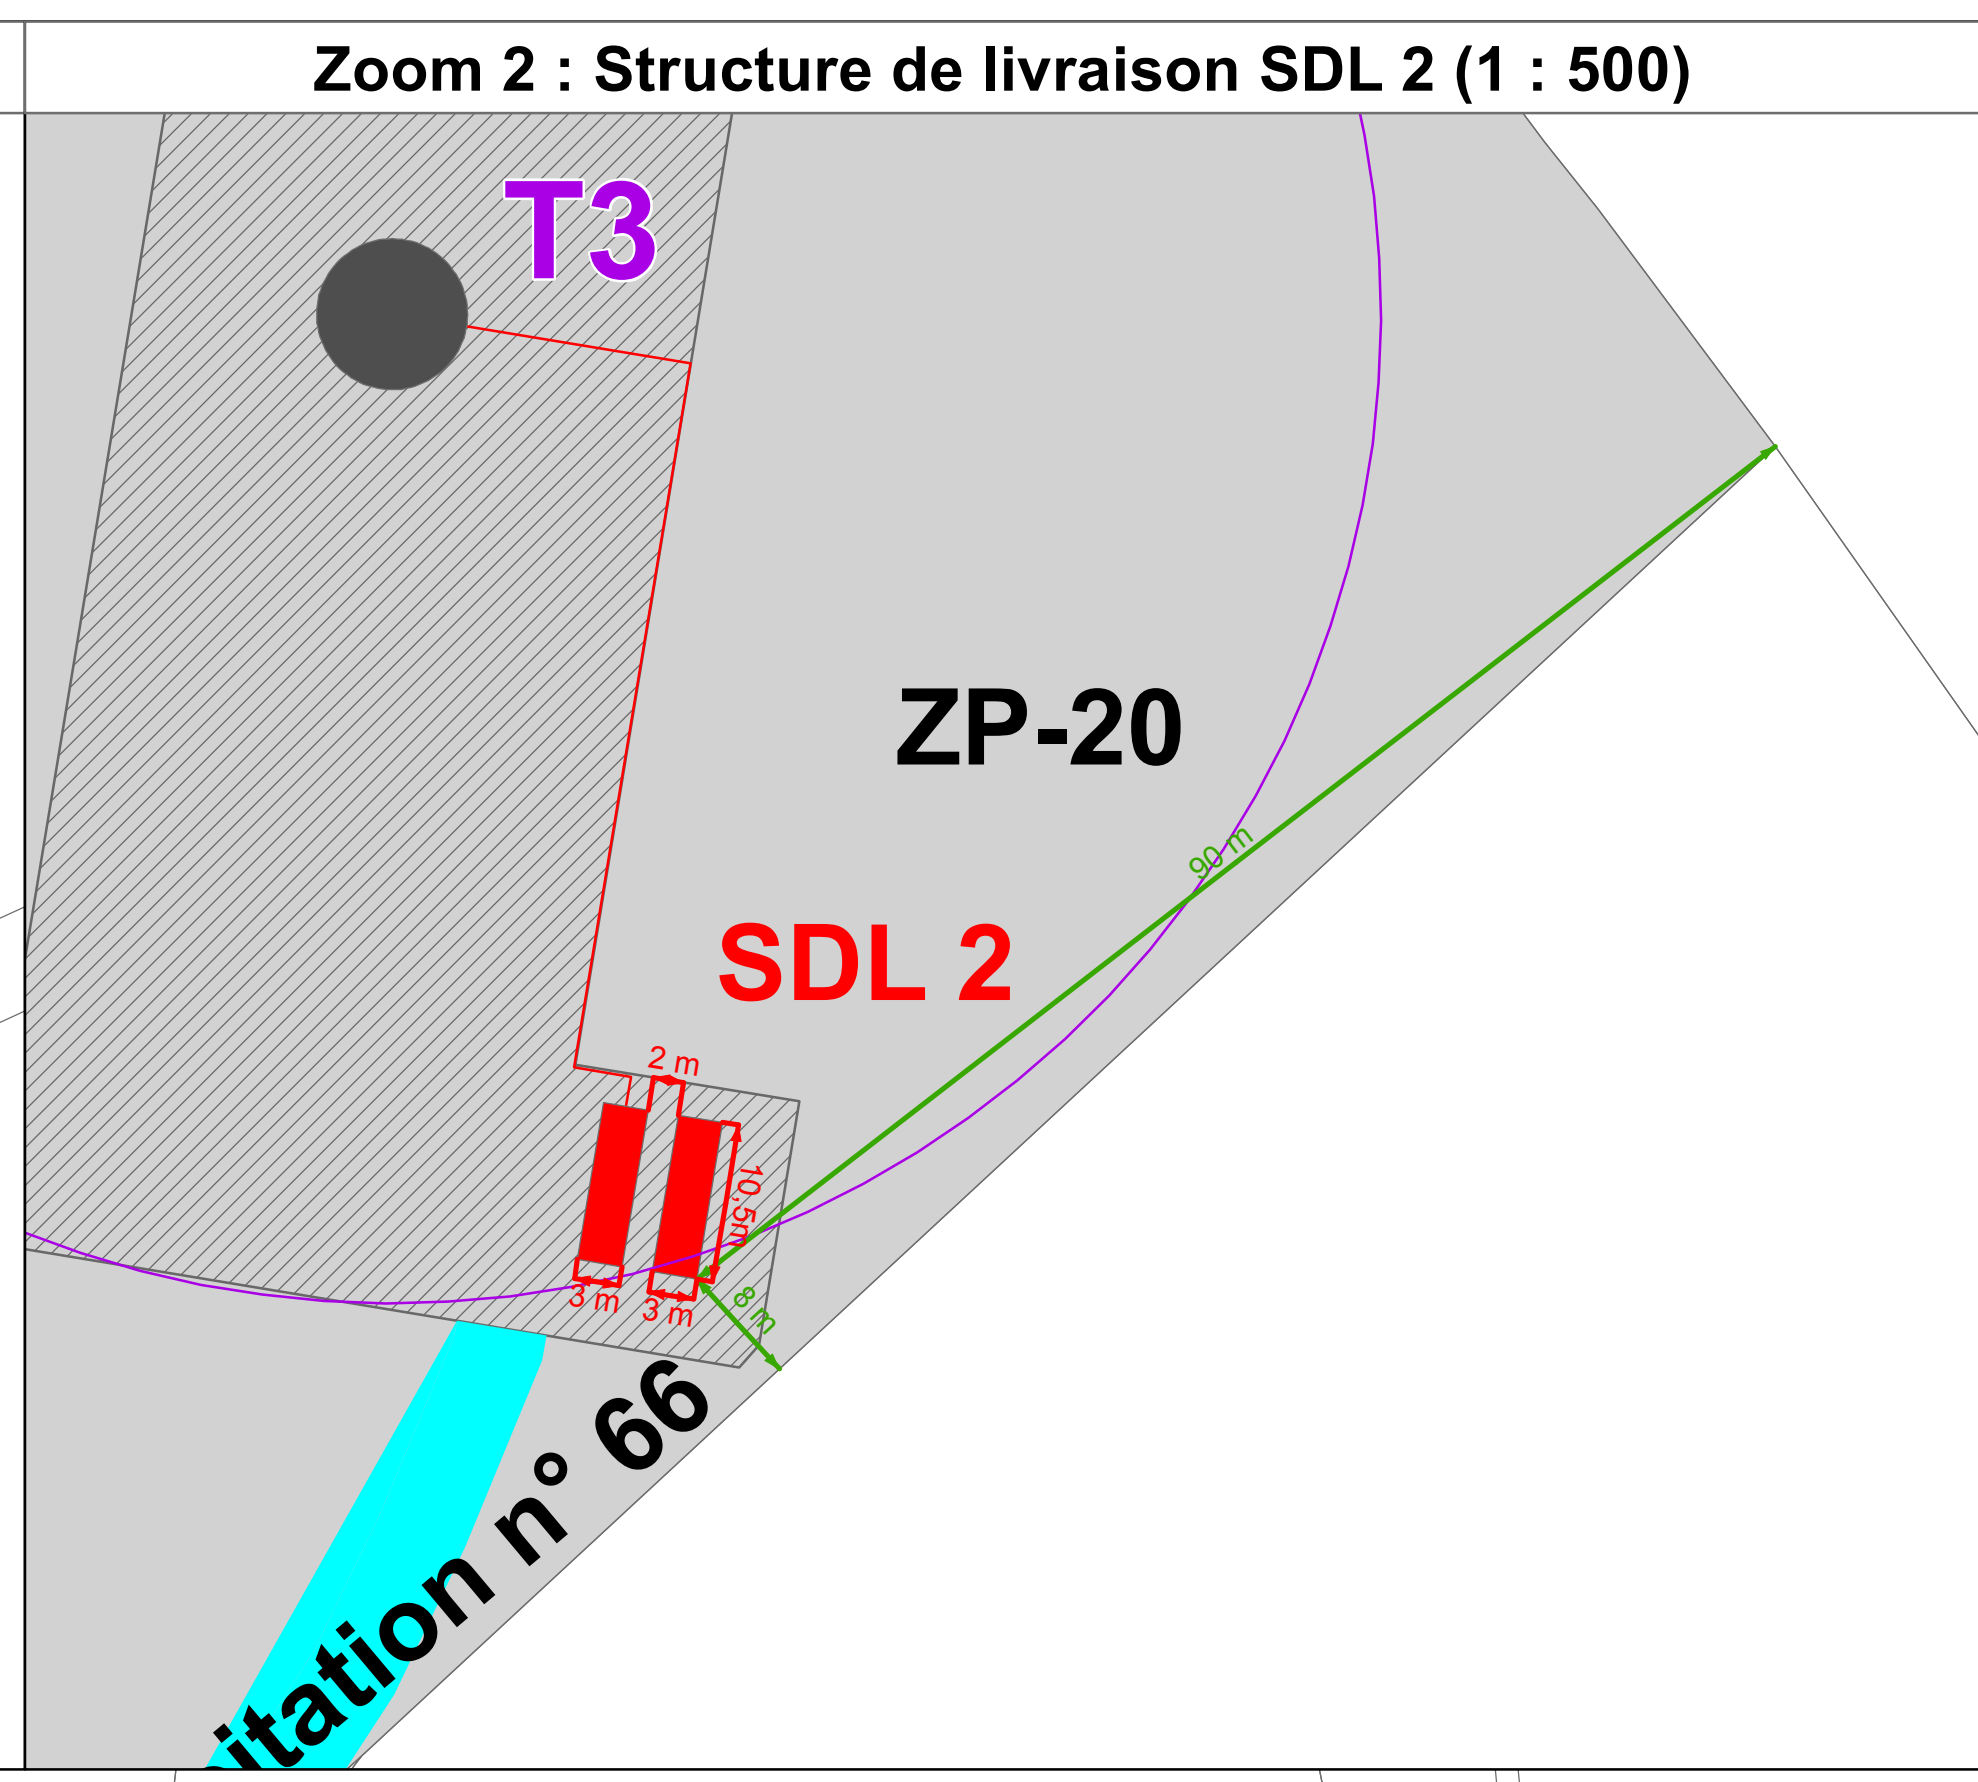 Zoom 2 : Structure de livraison SDL 2 (1 : 500)
T3
ZP-20
90 m
SDL 2
2 m
10,5m
3 m
3 m
8 m
itation n° 66